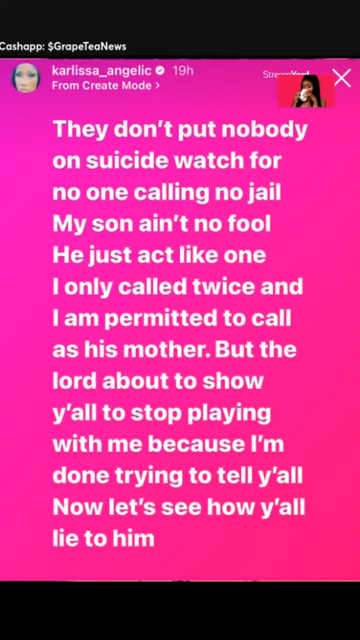 Cashapp: $GrapeTeaNews
karlissa_angelic 19h
From Create Mode >
They don't put nobody
on suicide watch for
no one calling no jail
My son ain't no fool
He just act like one
I only called twice and
I am permitted to call
as his mother. But the
lord about to show
y'all to stop playing
with me because I'm
done trying to tell y'all
Now let's see how y'all
lie to him